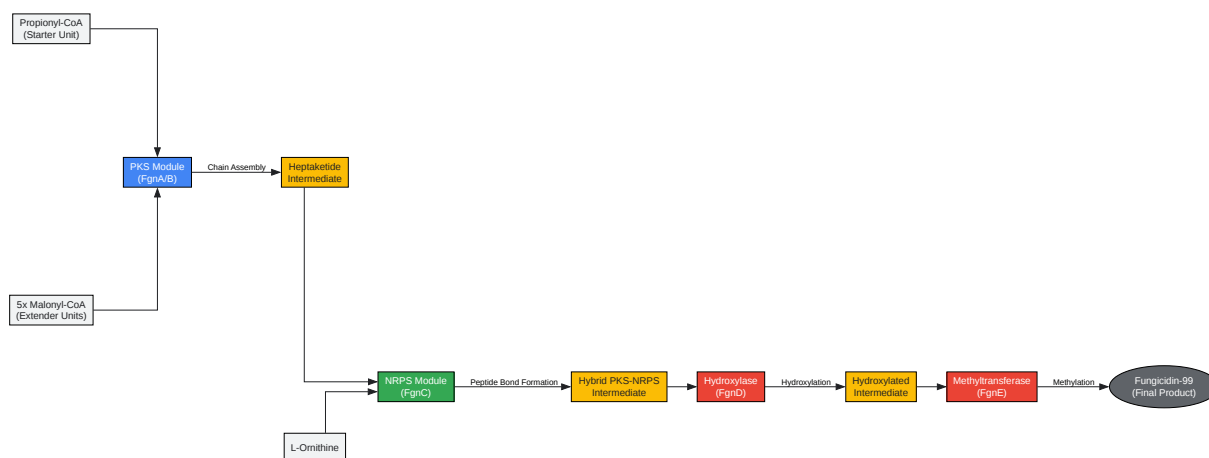 Propionyl-CoA
(Starter Unit)
PKS Module
(FgnA/B)
Chain Assembly
Heptaketide
Intermediate
5x Malonyl-CoA
(Extender Units)
NRPS Module
(FgnC)
Peptide Bond Formation
Hybrid PKS-NRPS
Intermediate
Hydroxylase
(FgnD)
Hydroxylation
Hydroxylated
Intermediate
Methyltransferase
(FgnE)
Methylation
Fungicidin-99
(Final Product)
L-Ornithine